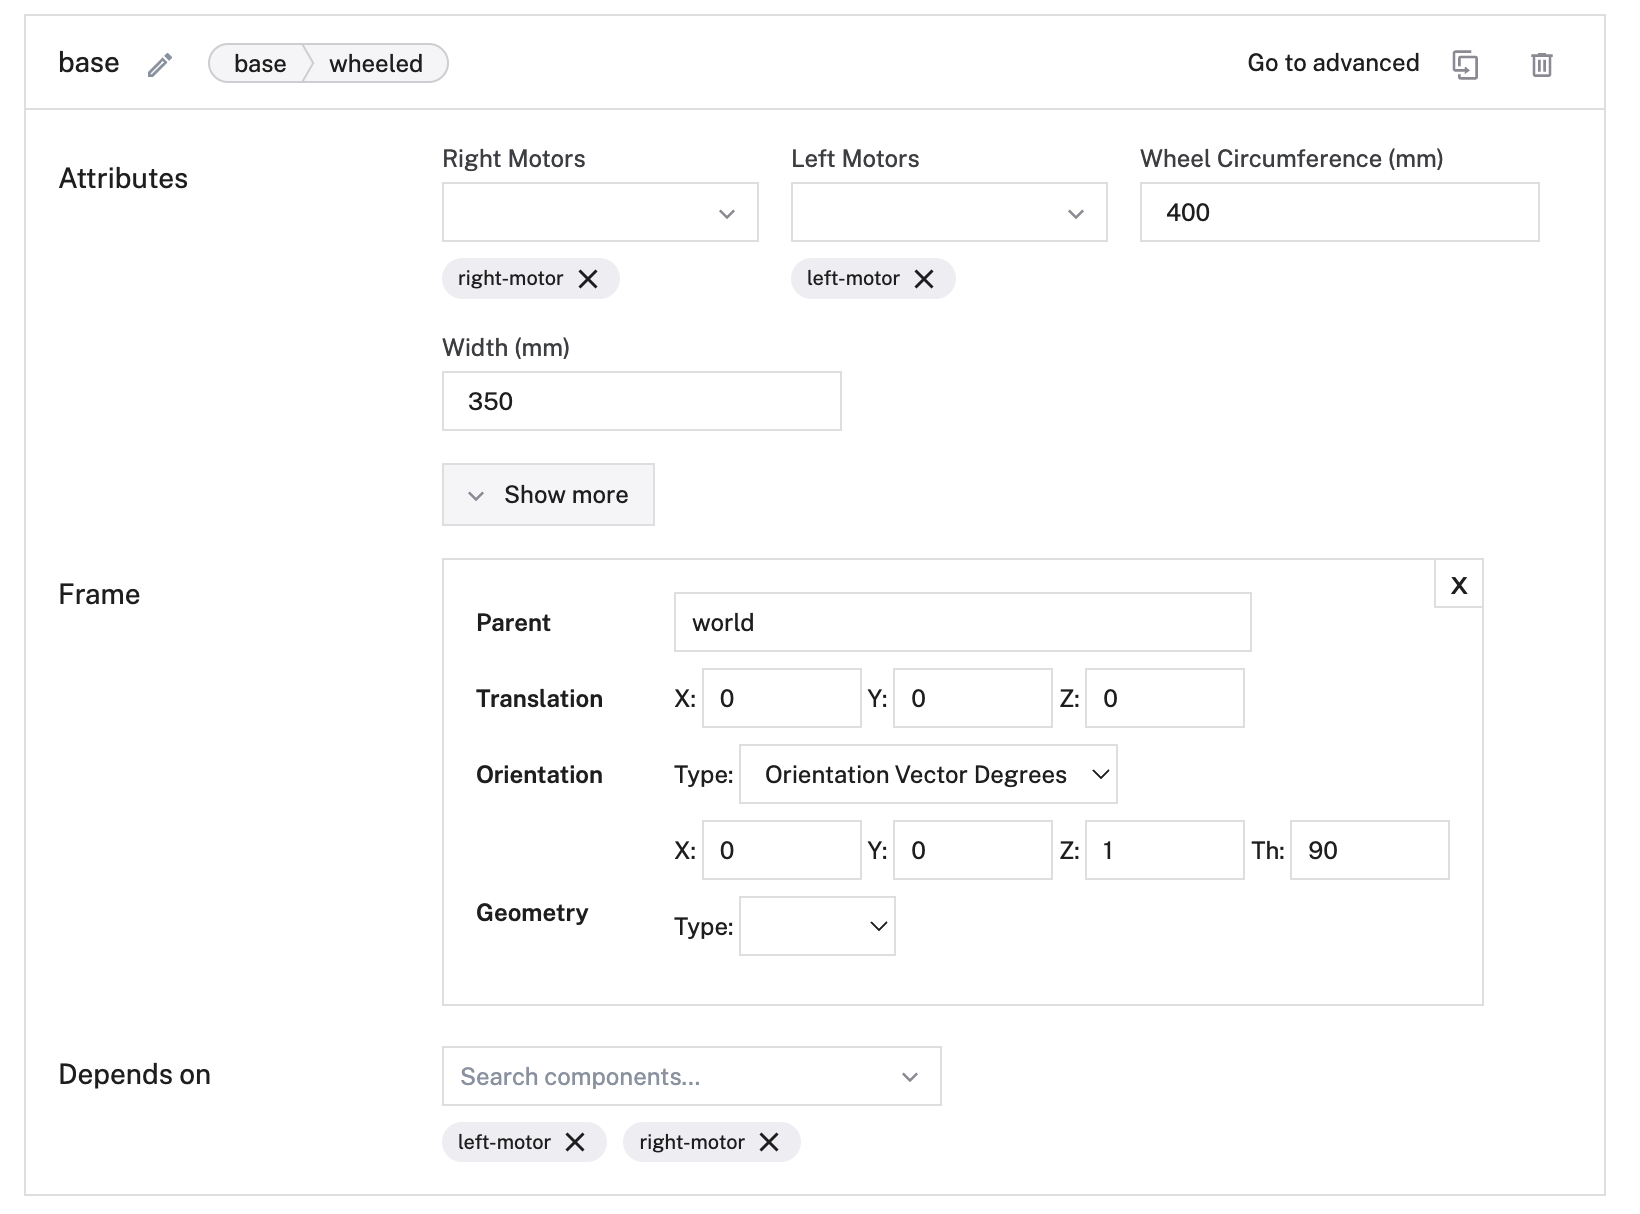 base base wheeled Go to advanced
Attributes
Right Motors Left Motors Wheel Circumference (mm)
400
right-motor left-motor
Width (mm)
350
Show more
Frame
X
Parent world
Translation X: 0 Y: 0 Z: 0
Orientation Type: Orientation Vector Degrees
X: 0 Y: 0 Z: 1 Th: 90
Geometry Type:
Depends on Search components...
left-motor right-motor